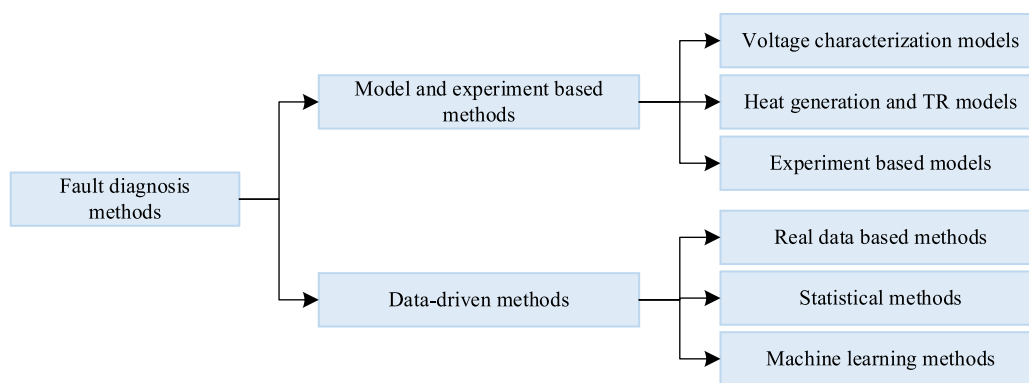 Fault diagnosis
methods
Model and experiment based
methods
Data-driven methods
Voltage characterization models
Heat generation and TR models
Experiment based models
Real data based methods
Statistical methods
Machine learning methods